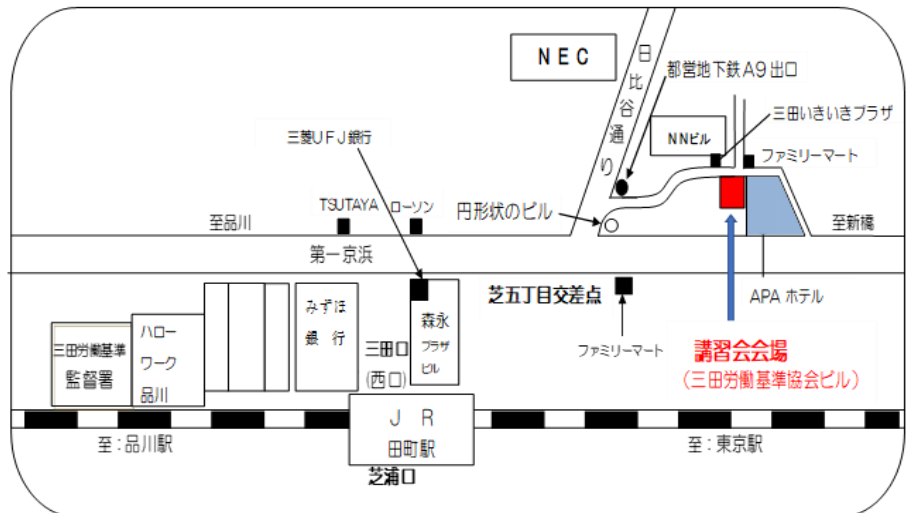 NEC
日比谷通り
都営地下鉄A9出口
三田いきいきプラザ
NNビル
三菱UFJ銀行
ファミリーマート
TSUTAYA
ローソン
円形状のビル
至品川
至新橋
第一京浜
芝五丁目交差点
APAホテル
みずほ
銀行
森永
プラザ
ビル
三田口
(西口)
ファミリーマート
講習会会場
(三田労働基準協会ビル)
三田労働基準
監督署
ハロー
ワーク
品川
JR
田町駅
至:品川駅
至:東京駅
芝浦口